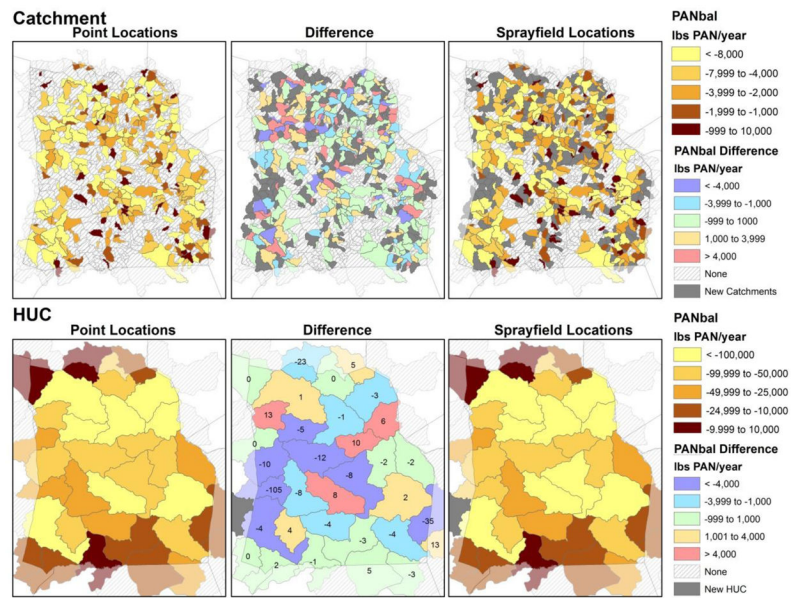 Catchment
Point Locations
Difference
Sprayfield Locations
PANbal
lbs PAN/year
< -8,000
-7,999 to -4,000
-3,999 to -2,000
-1,999 to -1,000
-999 to 10,000
PANbal Difference
lbs PAN/year
< -4,000
-3,999 to -1,000
-999 to 1000
1,000 to 3,999
> 4,000
None
New Catchments
HUC
Point Locations
Difference
Sprayfield Locations
-23
5
0
0
-3
1
13
-1
6
-5
0
10
-12
-10
-8
-2
-2
-105
-8
8
2
-4
4
-4
-4
-35
-3
13
0
2
-1
5
-3
PANbal
lbs PAN/year
< -100,000
-99,999 to -50,000
-49,999 to -25,000
-24,999 to -10,000
-9.999 to 10,000
PANbal Difference
lbs PAN/year
< -4,000
-3,999 to -1,000
-999 to 1,000
1,001 to 4,000
> 4,000
None
New HUC